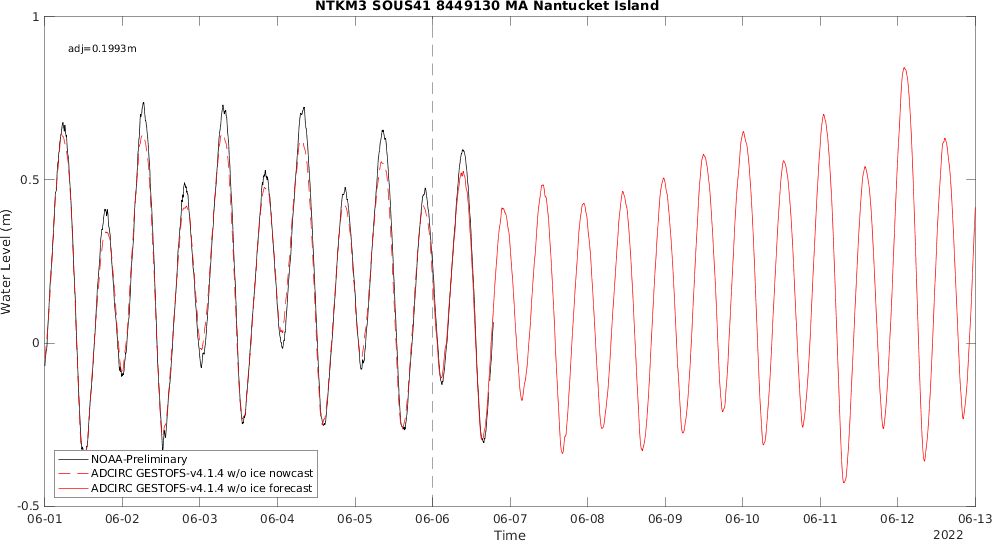 NTKM3 SOUS41 8449130 MA Nantucket Island
1
adj=0.1993m
0.5
Water Level (m)
0
NOAA-Preliminary
ADCIRC GESTOFS-v4.1.4 w/o ice nowcast
ADCIRC GESTOFS-v4.1.4 w/o ice forecast
-0.5
06-01 06-02 06-03 06-04 06-05 06-06 06-07 06-08 06-09 06-10 06-11 06-12 06-13
Time
2022